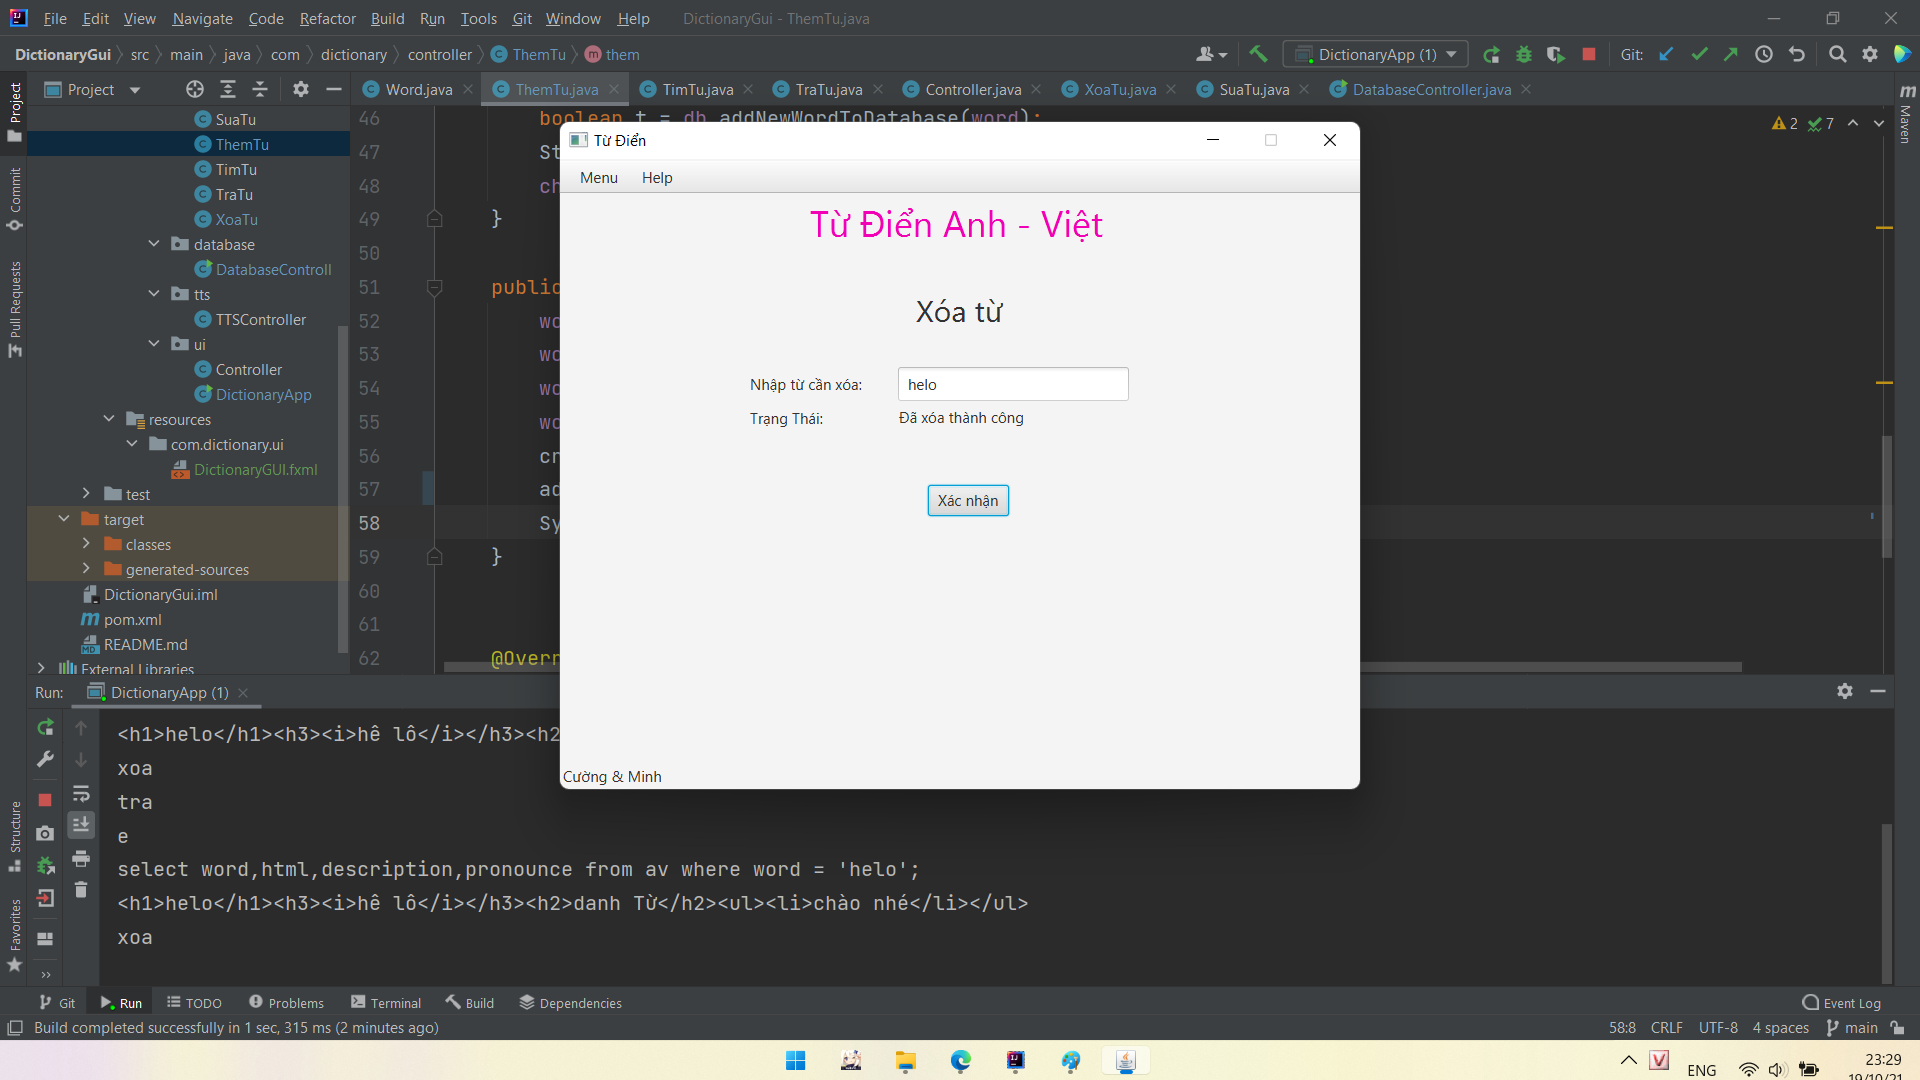 File Edit View Navigate Code Refactor Build Run Tools Git Window Help DictionaryGui - ThemTu.java
DictionaryGui src main java com dictionary controller ThemTu them DictionaryApp (1) Git:
Project Word.java ThemTu.java TimTu.java TraTu.java Controller.java XoaTu.java SuaTu.java DatabaseController.java
Project
Commit
Pull Requests
Structure
Favorites
Maven
SuaTu
ThemTu
TimTu
TraTu
XoaTu
database
DatabaseControll
tts
TTSController
ui
Controller
DictionaryApp
resources
com.dictionary.ui
DictionaryGUI.fxml
test
target
classes
generated-sources
DictionaryGui.iml
pom.xml
README.md
External Libraries
46 boolean t = db.addNewWordToDatabase(word);
47 St
48 ch
49 }
50
51 public
52 wo
53 wo
54 wo
55 wo
56 cr
57 ad
58 Sy
59 }
60
61
62 @Overr
2 7
Từ Điển
Menu Help
Từ Điển Anh - Việt
Xóa từ
Nhập từ cần xóa: helo
Trạng Thái: Đã xóa thành công
Xác nhận
Cường & Minh
Run: DictionaryApp (1)
<h1>helo</h1><h3><i>hê lô</i></h3><h2
xoa
tra
e
select word,html,description,pronounce from av where word = 'helo';
<h1>helo</h1><h3><i>hê lô</i></h3><h2>danh Từ</h2><ul><li>chào nhé</li></ul>
xoa
Git Run TODO Problems Terminal Build Dependencies Event Log
Build completed successfully in 1 sec, 315 ms (2 minutes ago) 58:8 CRLF UTF-8 4 spaces main
ENG 23:29
19/10/21